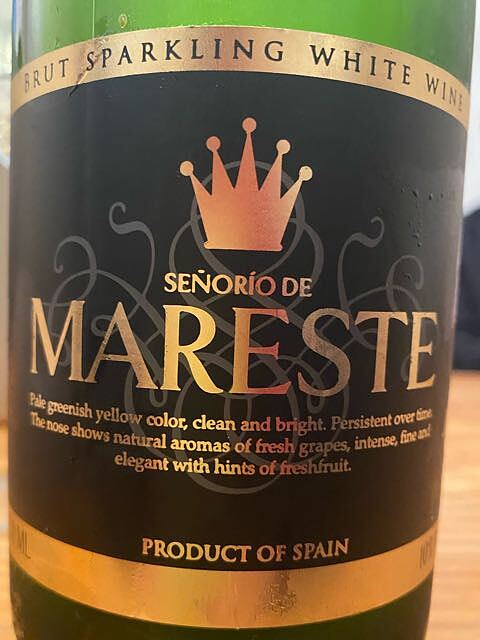 BRUT SPARKLING WHITE WINE
SEÑORÍO DE
MARESTE
Pale greenish yellow color, clean and bright. Persistent over time.
The nose shows natural aromas of fresh grapes, intense, fine and
elegant with hints of freshfruit.
PRODUCT OF SPAIN